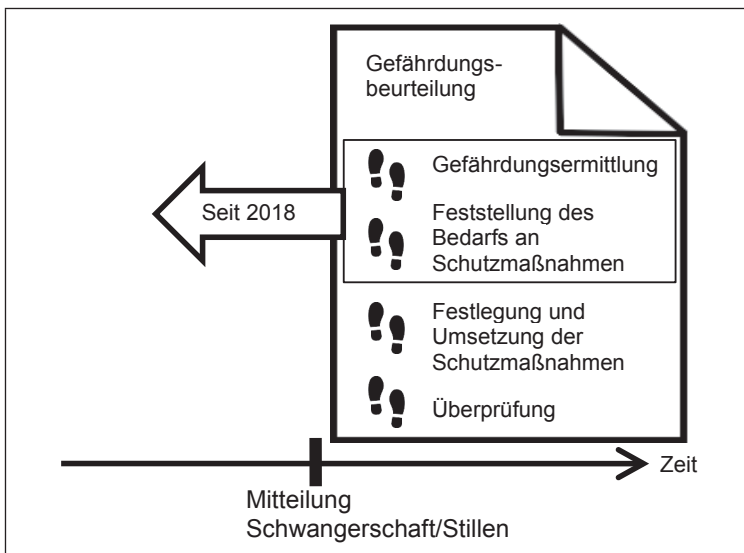 Gefährdungs-
beurteilung
Gefährdungsermittlung
Seit 2018
Feststellung des
Bedarfs an
Schutzmaßnahmen
Festlegung und
Umsetzung der
Schutzmaßnahmen
Überprüfung
Zeit
Mitteilung
Schwangerschaft/Stillen